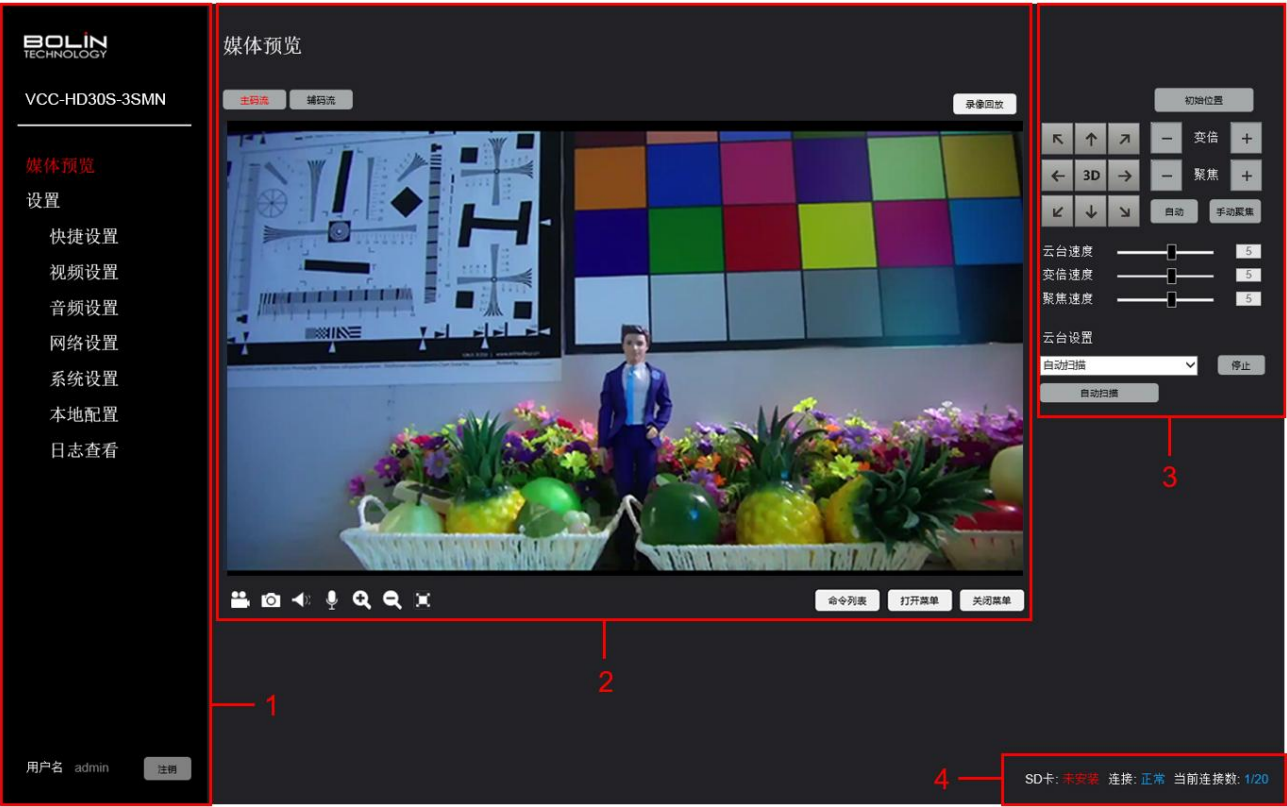 BOLIN
TECHNOLOGY
VCC-HD30S-3SMN
媒体预览
设置
快捷设置
视频设置
音频设置
网络设置
系统设置
本地配置
日志查看
用户名 admin 注销
1
媒体预览
主码流 辅码流 录像回放
命令列表 打开菜单 关闭菜单
2
初始位置
变倍
3D 聚焦
自动 手动聚焦
云台速度 5
变倍速度 5
聚焦速度 5
云台设置
自动扫描 停止
自动扫描
3
4
SD卡: 未安装 连接: 正常 当前连接数: 1/20